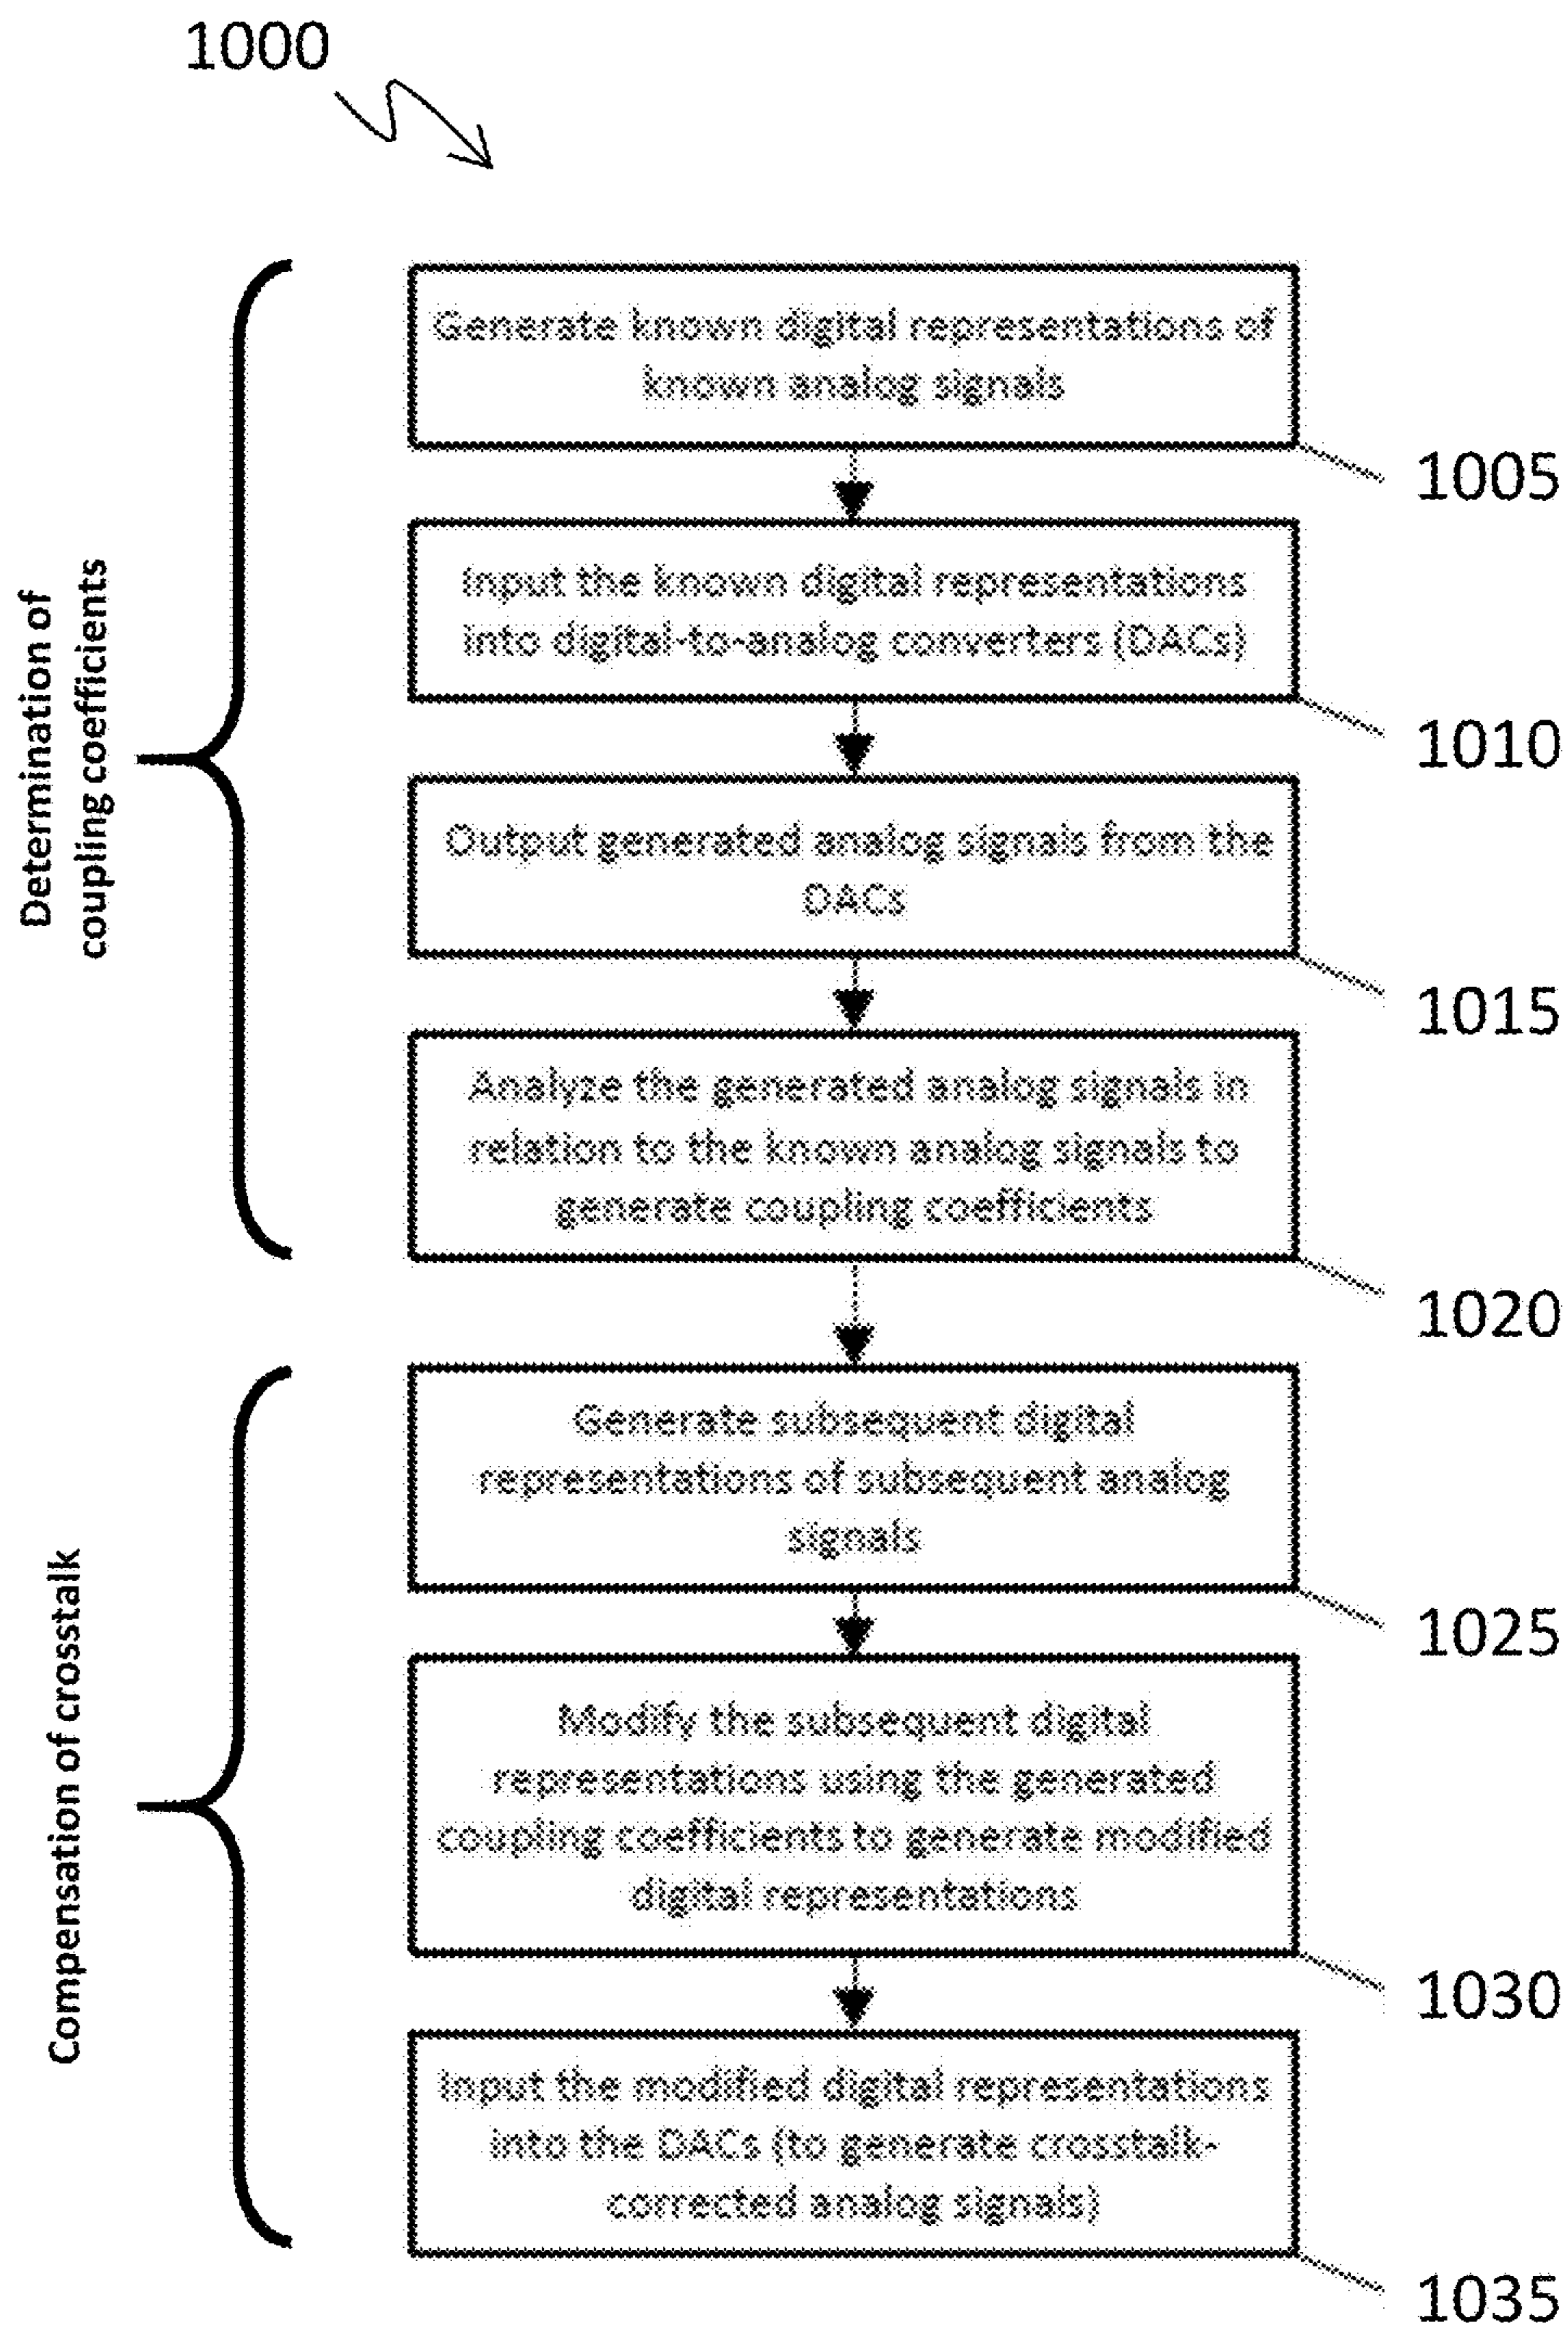 1000
Determination of
coupling coefficients
Generate known digital representations of
known analog signals
1005
Input the known digital representations
into digital-to-analog converters (DACs)
1010
Output generated analog signals from the
DACs
1015
Analyze the generated analog signals in
relation to the known analog signals to
generate coupling coefficients
1020
Compensation of crosstalk
Generate subsequent digital
representations of subsequent analog
signals
1025
Modify the subsequent digital
representations using the generated
coupling coefficients to generate modified
digital representations
1030
Input the modified digital representations
into the DACs (to generate crosstalk-
corrected analog signals)
1035